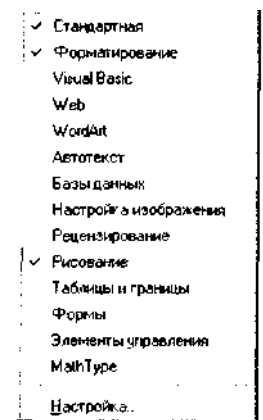 Стандартная
Форматирование
Visual Basic
Web
WordArt
Автотекст
Базы данных
Настройка изображения
Рецензирование
Рисование
Таблицы и границы
Формы
Элементы управления
MathType
Настройка..